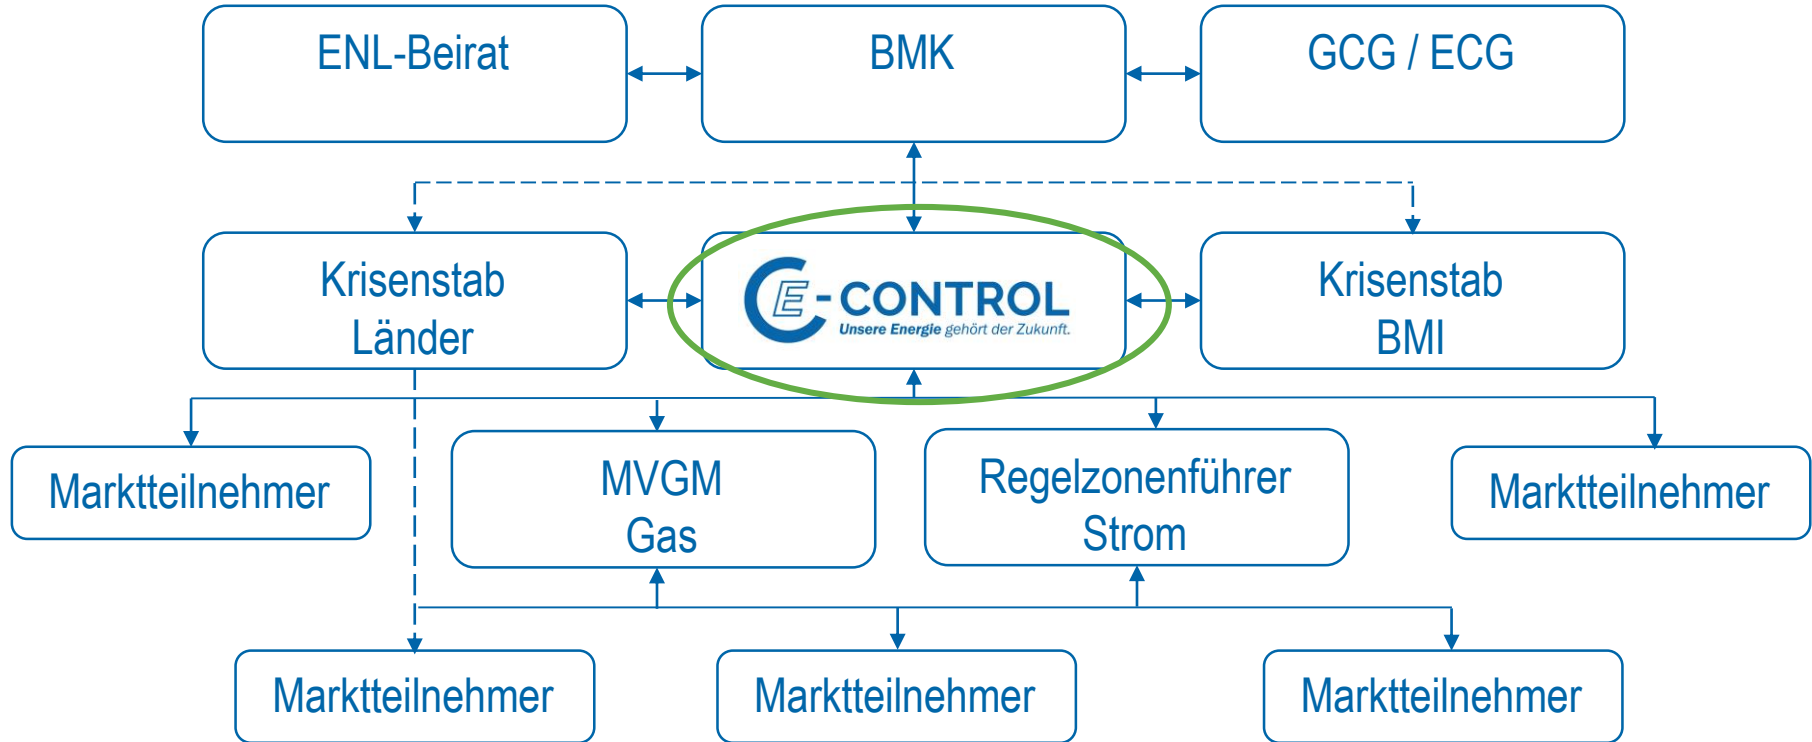 ENL-Beirat
BMK
GCG / ECG
Krisenstab
Länder
E-CONTROL
Unsere Energie gehört der Zukunft.
Krisenstab
BMI
Marktteilnehmer
MVGM
Gas
Regelzonenführer
Strom
Marktteilnehmer
Marktteilnehmer
Marktteilnehmer
Marktteilnehmer